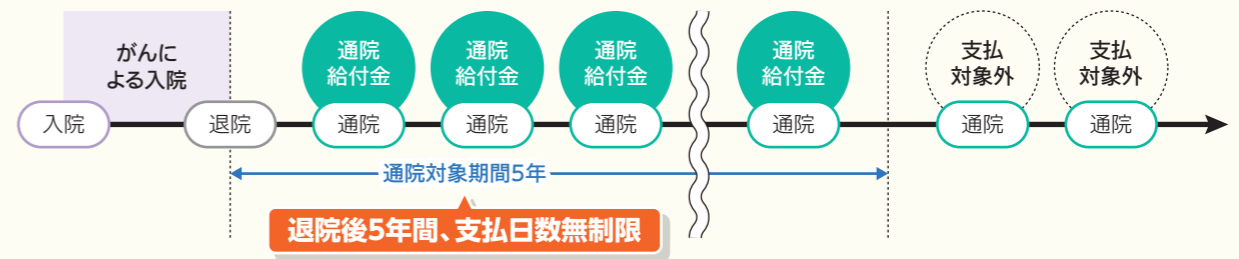 がんに
よる入院
通院
給付金
通院
給付金
通院
給付金
通院
給付金
支払
対象外
支払
対象外
入院
退院
通院
通院
通院
通院
通院
通院
通院対象期間5年
退院後5年間、支払日数無制限